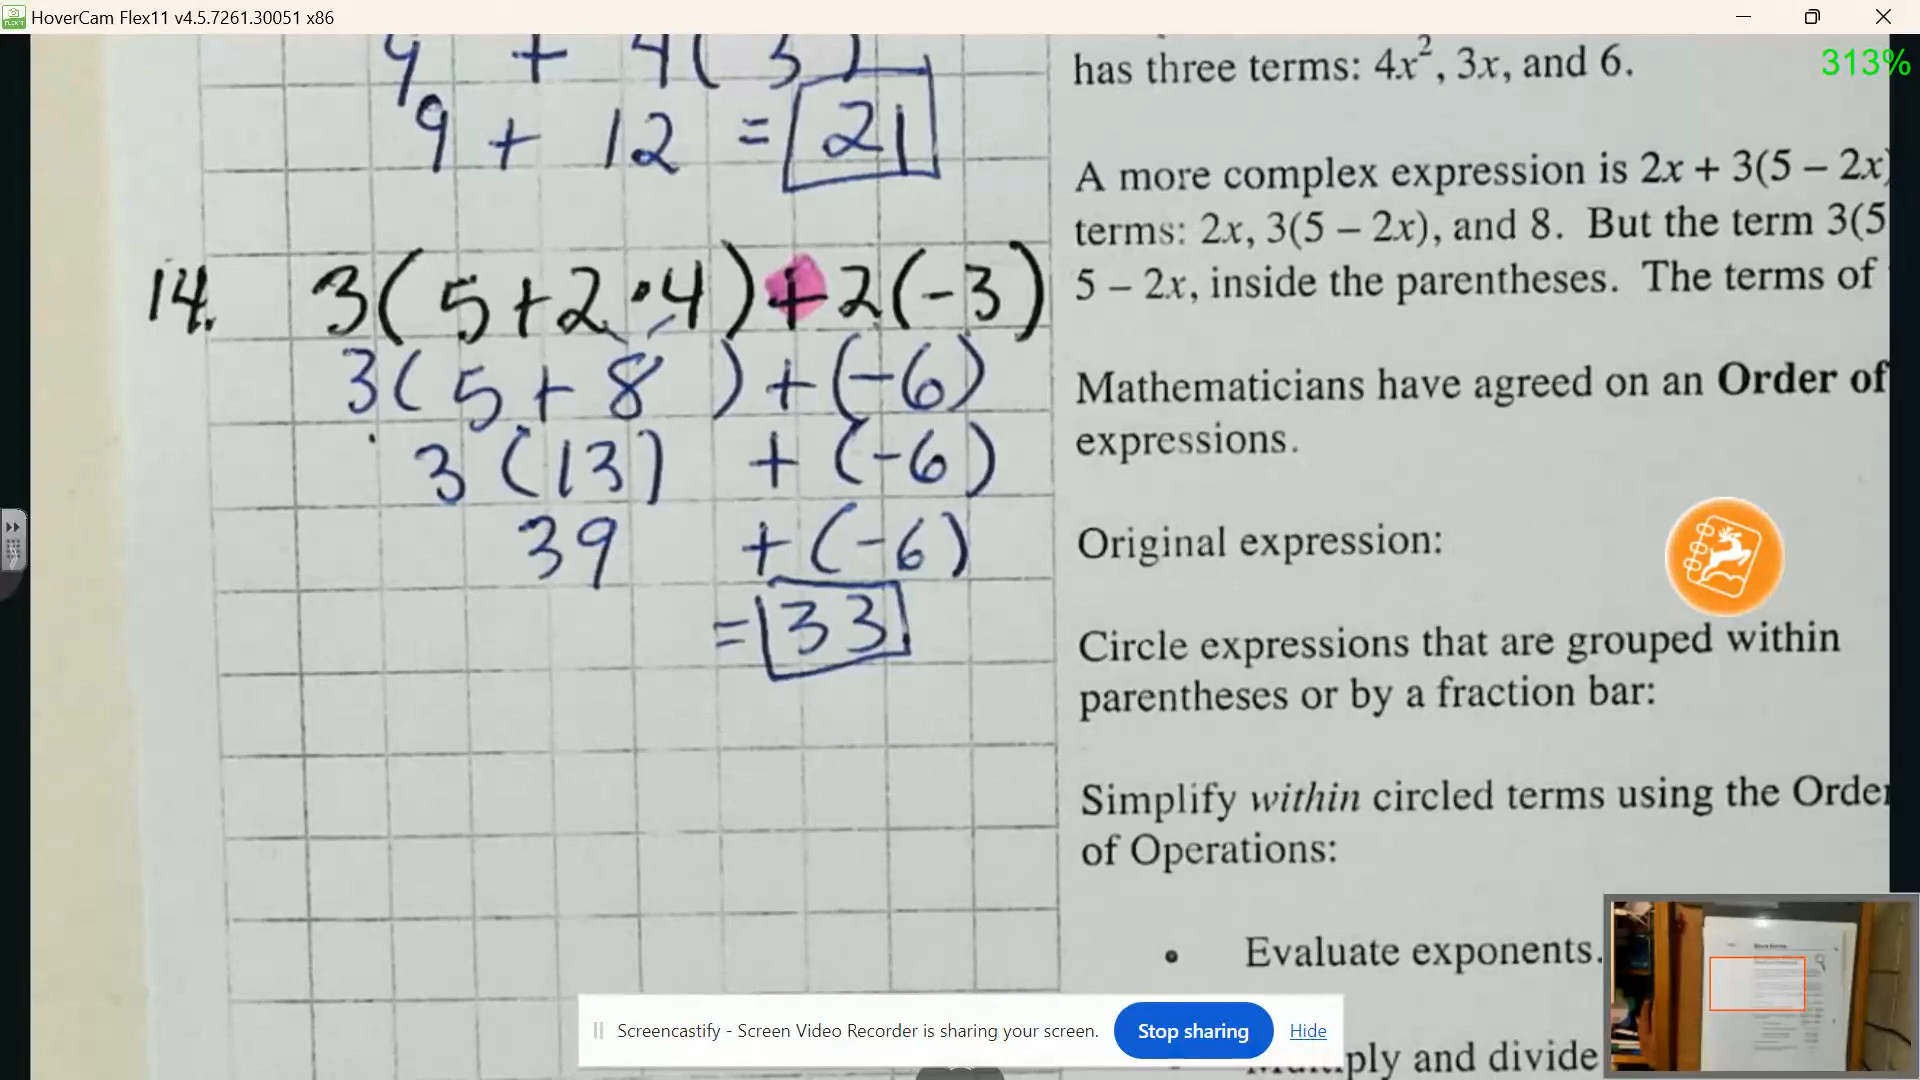 HoverCam Flex11 v4.5.7261.30051 x86
313%
9 + 4( 3 )
9 + 12 = 21
14. 3( 5+2•4)+2(-3)
3( 5+ 8 )+(-6)
3 (13) + (-6)
39 +(-6)
=33
has three terms: 4x², 3x, and 6.
A more complex expression is 2x + 3(5 – 2x)
terms: 2x, 3(5 – 2x), and 8. But the term 3(5
5 – 2x, inside the parentheses. The terms of
Mathematicians have agreed on an Order of
expressions.
Original expression:
Circle expressions that are grouped within
parentheses or by a fraction bar:
Simplify within circled terms using the Order
of Operations:
• Evaluate exponents.
ply and divide
Screencastify - Screen Video Recorder is sharing your screen.
Stop sharing
Hide